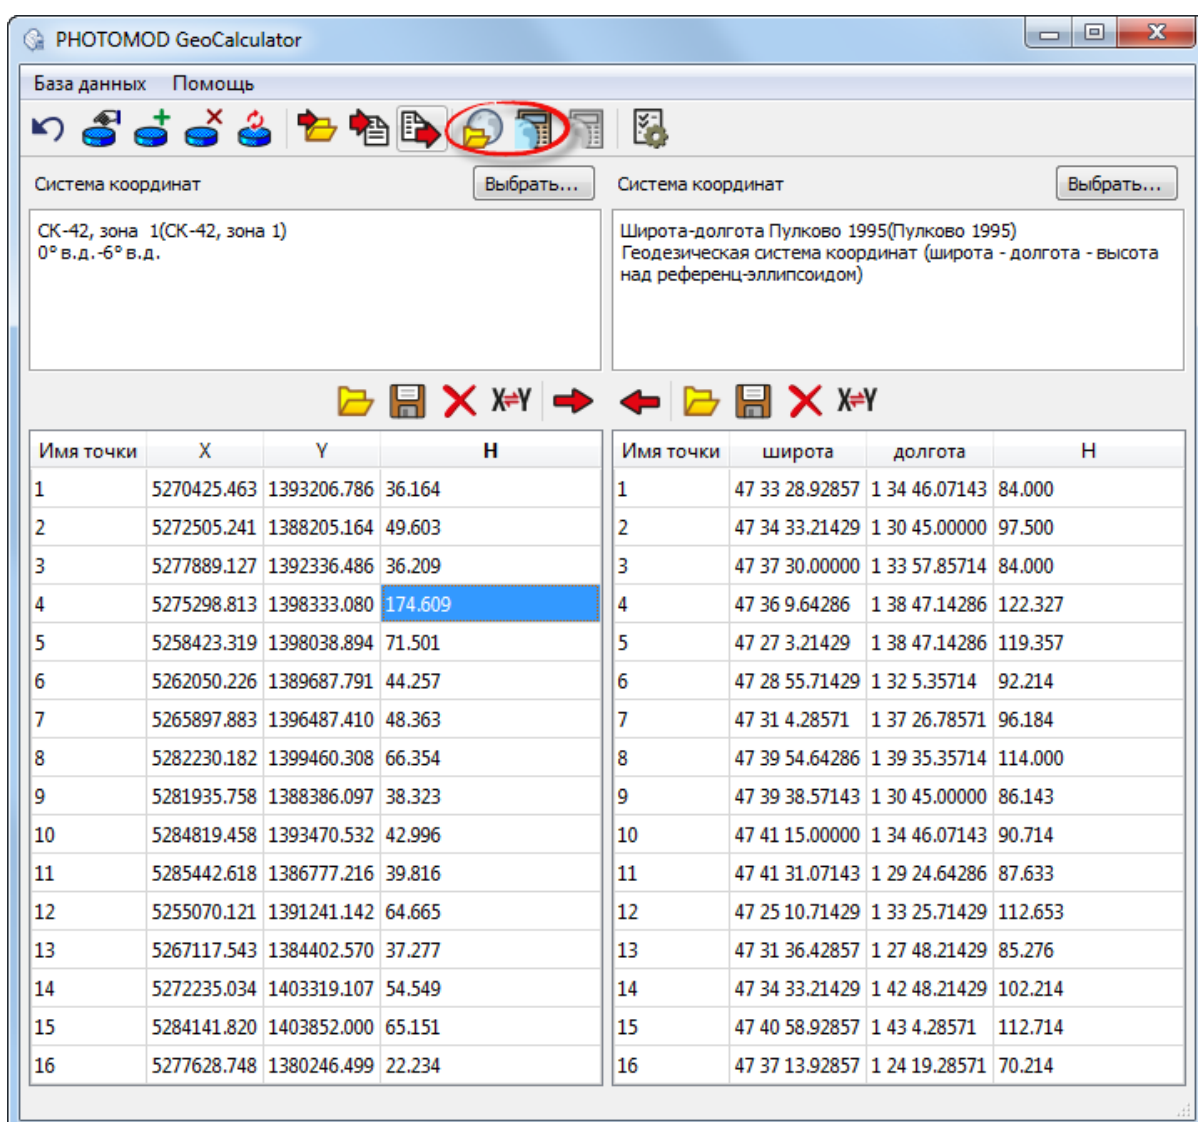 PHOTOMOD GeoCalculator
База данных Помощь
Система координат Выбрать... Система координат Выбрать...
СК-42, зона 1(СК-42, зона 1)
0° в.д.-6° в.д.
Широта-долгота Пулково 1995(Пулково 1995)
Геодезическая система координат (широта - долгота - высота
над референц-эллипсоидом)
X⇌Y X⇌Y
Имя точки X Y H Имя точки широта долгота H
1 5270425.463 1393206.786 36.164 1 47 33 28.92857 1 34 46.07143 84.000
2 5272505.241 1388205.164 49.603 2 47 34 33.21429 1 30 45.00000 97.500
3 5277889.127 1392336.486 36.209 3 47 37 30.00000 1 33 57.85714 84.000
4 5275298.813 1398333.080 174.609 4 47 36 9.64286 1 38 47.14286 122.327
5 5258423.319 1398038.894 71.501 5 47 27 3.21429 1 38 47.14286 119.357
6 5262050.226 1389687.791 44.257 6 47 28 55.71429 1 32 5.35714 92.214
7 5265897.883 1396487.410 48.363 7 47 31 4.28571 1 37 26.78571 96.184
8 5282230.182 1399460.308 66.354 8 47 39 54.64286 1 39 35.35714 114.000
9 5281935.758 1388386.097 38.323 9 47 39 38.57143 1 30 45.00000 86.143
10 5284819.458 1393470.532 42.996 10 47 41 15.00000 1 34 46.07143 90.714
11 5285442.618 1386777.216 39.816 11 47 41 31.07143 1 29 24.64286 87.633
12 5255070.121 1391241.142 64.665 12 47 25 10.71429 1 33 25.71429 112.653
13 5267117.543 1384402.570 37.277 13 47 31 36.42857 1 27 48.21429 85.276
14 5272235.034 1403319.107 54.549 14 47 34 33.21429 1 42 48.21429 102.214
15 5284141.820 1403852.000 65.151 15 47 40 58.92857 1 43 4.28571 112.714
16 5277628.748 1380246.499 22.234 16 47 37 13.92857 1 24 19.28571 70.214